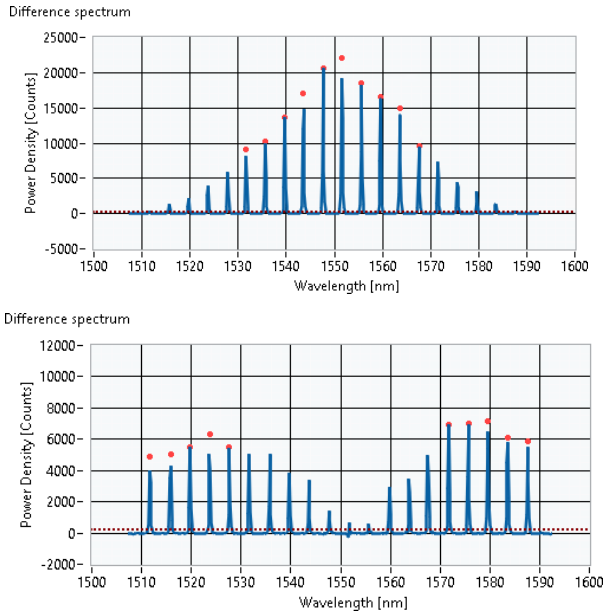 Difference spectrum
25000
20000
15000
10000
5000
0
-5000
Power Density [Counts]
1500 1510 1520 1530 1540 1550 1560 1570 1580 1590 1600
Wavelength [nm]
Difference spectrum
12000
10000
8000
6000
4000
2000
0
-2000
Power Density [Counts]
1500 1510 1520 1530 1540 1550 1560 1570 1580 1590 1600
Wavelength [nm]